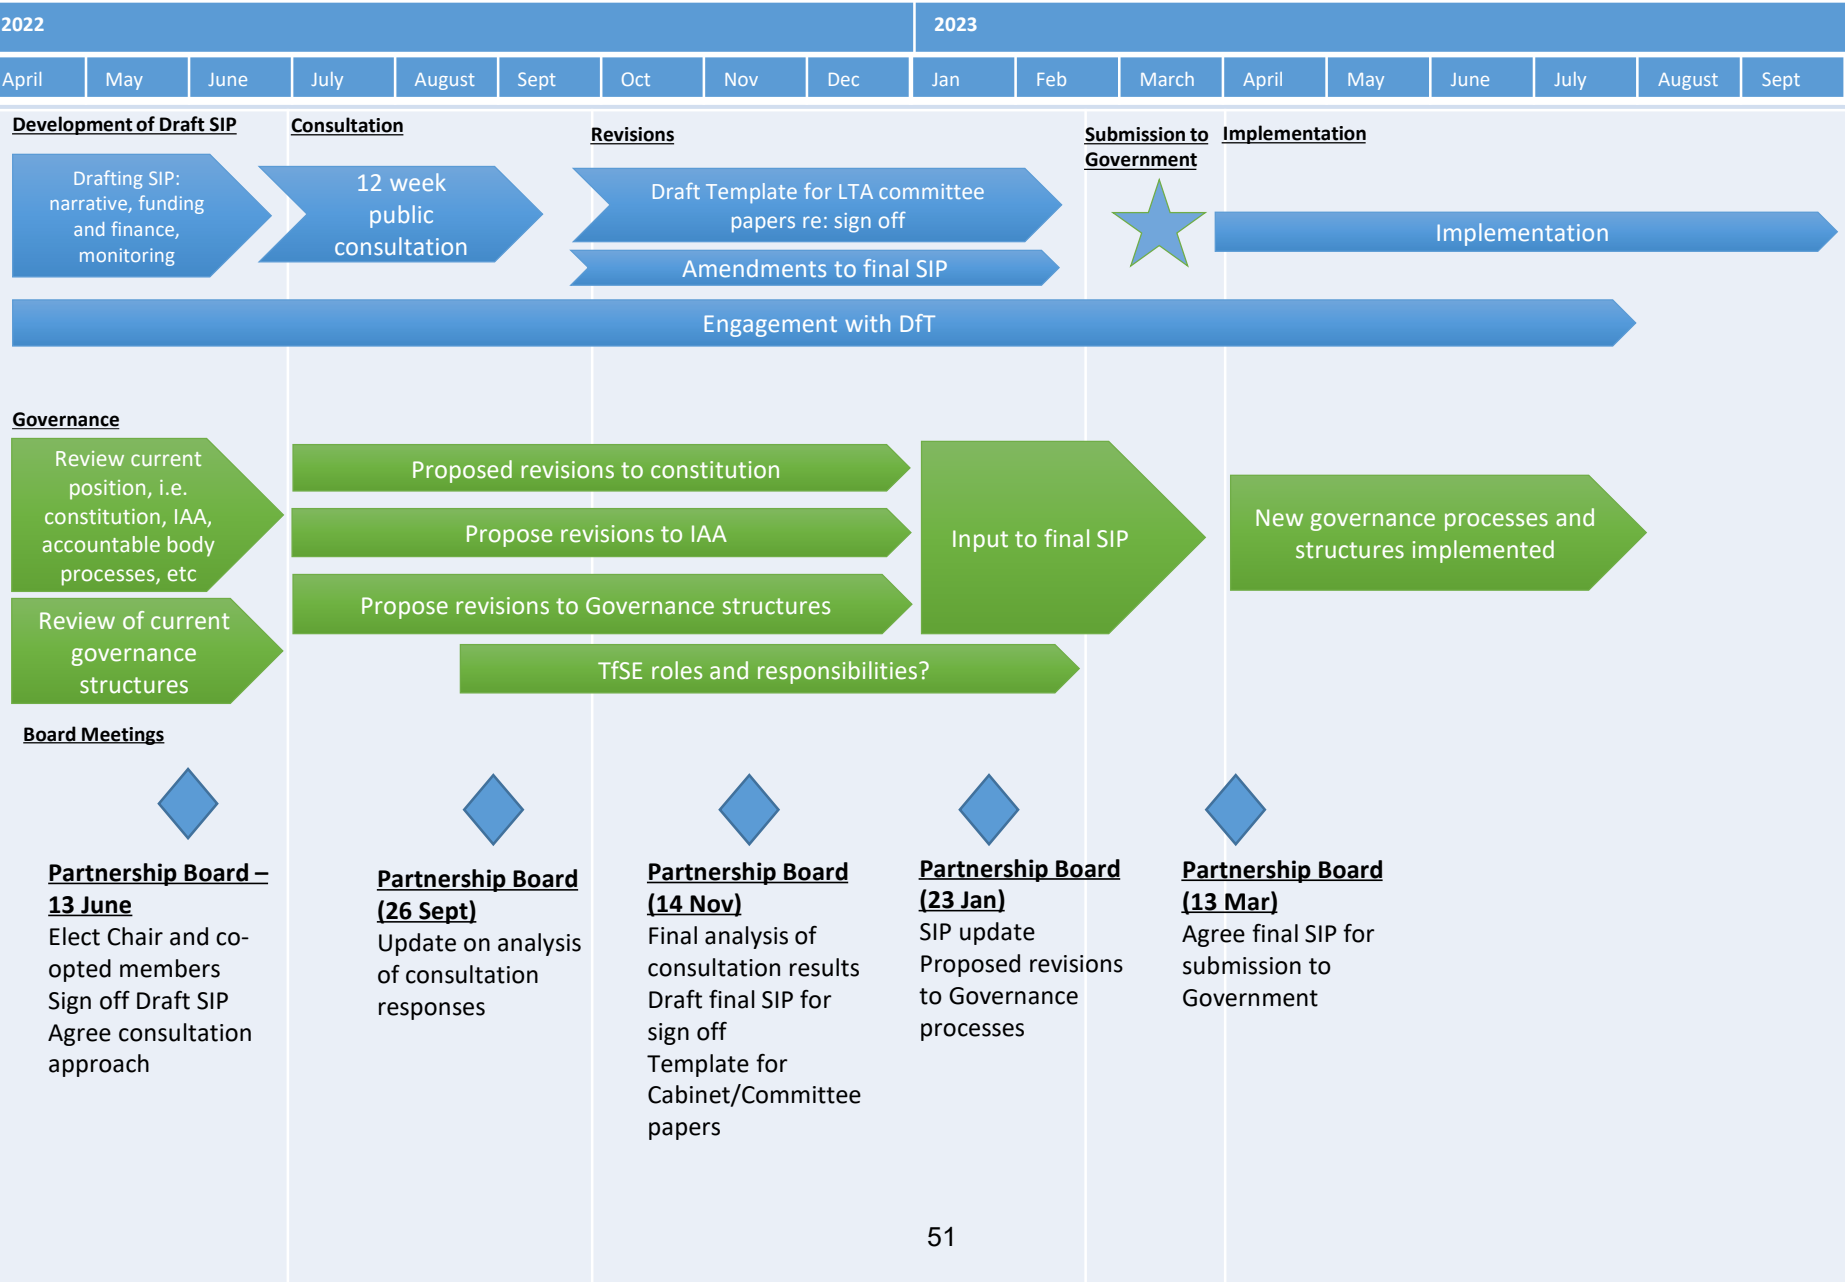 2022
2023
April
May
June
July
August
Sept
Oct
Nov
Dec
Jan
Feb
March
April
May
June
July
August
Sept
Development of Draft SIP
Consultation
Revisions
Submission to
Government
Implementation
Drafting SIP:
narrative, funding
and finance,
monitoring
12 week
public
consultation
Draft Template for LTA committee
papers re: sign off
Amendments to final SIP
Implementation
Engagement with DfT
Governance
Review current
position, i.e.
constitution, IAA,
accountable body
processes, etc
Review of current
governance
structures
Proposed revisions to constitution
Propose revisions to IAA
Propose revisions to Governance structures
TfSE roles and responsibilities?
Input to final SIP
New governance processes and
structures implemented
Board Meetings
Partnership Board –
13 June
Elect Chair and co-
opted members
Sign off Draft SIP
Agree consultation
approach
Partnership Board
(26 Sept)
Update on analysis
of consultation
responses
Partnership Board
(14 Nov)
Final analysis of
consultation results
Draft final SIP for
sign off
Template for
Cabinet/Committee
papers
Partnership Board
(23 Jan)
SIP update
Proposed revisions
to Governance
processes
Partnership Board
(13 Mar)
Agree final SIP for
submission to
Government
51